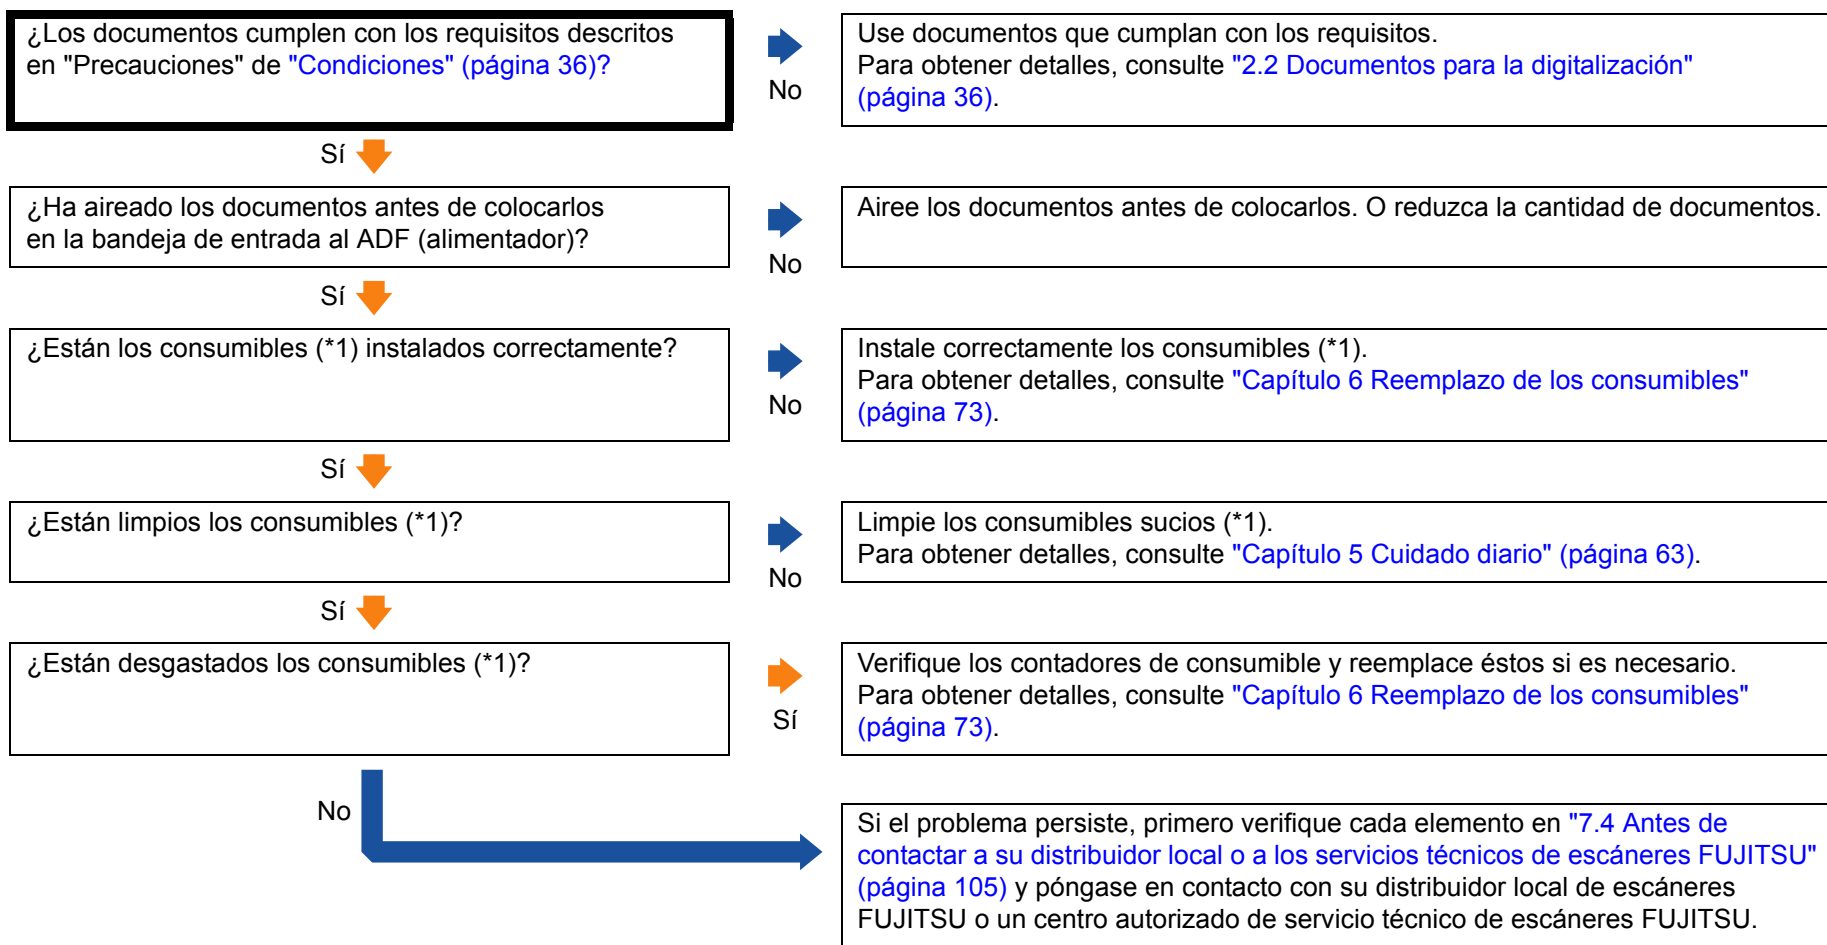 ¿Los documentos cumplen con los requisitos descritos
en "Precauciones" de "Condiciones" (página 36)?
No
Use documentos que cumplan con los requisitos.
Para obtener detalles, consulte "2.2 Documentos para la digitalización"
(página 36).
Sí
¿Ha aireado los documentos antes de colocarlos
en la bandeja de entrada al ADF (alimentador)?
No
Airee los documentos antes de colocarlos. O reduzca la cantidad de documentos.
Sí
¿Están los consumibles (*1) instalados correctamente?
No
Instale correctamente los consumibles (*1).
Para obtener detalles, consulte "Capítulo 6 Reemplazo de los consumibles"
(página 73).
Sí
¿Están limpios los consumibles (*1)?
No
Limpie los consumibles sucios (*1).
Para obtener detalles, consulte "Capítulo 5 Cuidado diario" (página 63).
Sí
¿Están desgastados los consumibles (*1)?
Sí
Verifique los contadores de consumible y reemplace éstos si es necesario.
Para obtener detalles, consulte "Capítulo 6 Reemplazo de los consumibles"
(página 73).
No
Si el problema persiste, primero verifique cada elemento en "7.4 Antes de
contactar a su distribuidor local o a los servicios técnicos de escáneres FUJITSU"
(página 105) y póngase en contacto con su distribuidor local de escáneres
FUJITSU o un centro autorizado de servicio técnico de escáneres FUJITSU.